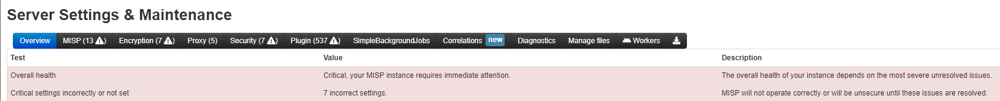 Server Settings & Maintenance
Overview MISP (13 ) Encryption (7 ) Proxy (5) Security (7 ) Plugin (537 ) SimpleBackgroundJobs Correlations new Diagnostics Manage files Workers
Test Value Description
Overall health Critical, your MISP instance requires immediate attention. The overall health of your instance depends on the most severe unresolved issues.
Critical settings incorrectly or not set 7 incorrect settings. MISP will not operate correctly or will be unsecure until these issues are resolved.